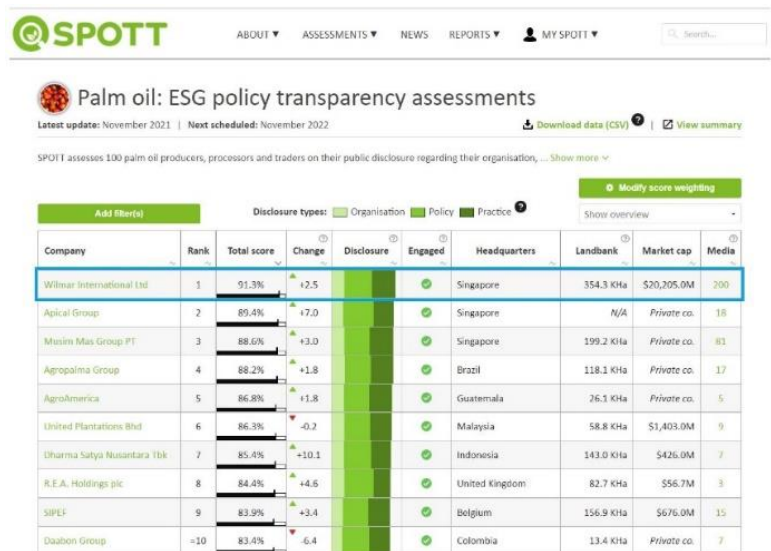 SPOTT
ABOUT ▼ ASSESSMENTS ▼ NEWS REPORTS ▼ MY SPOTT ▼ Search...
Palm oil: ESG policy transparency assessments
Latest update: November 2021 | Next scheduled: November 2022 Download data (CSV) ? | View summary
SPOTT assesses 100 palm oil producers, processors and traders on their public disclosure regarding their organisation, ... Show more
Modify score weighting
Add filter(s) Disclosure types: Organisation Policy Practice ? Show overview
Company Rank Total score Change Disclosure Engaged Headquarters Landbank Market cap Media
Wilmar International Ltd 1 91.3% +2.5 Singapore 354.3 KHa $20,205.0M 200
Apical Group 2 89.4% +7.0 Singapore N/A Private co. 18
Musim Mas Group PT 3 88.6% +3.0 Singapore 199.2 KHa Private co. 81
Agropalma Group 4 88.2% +1.8 Brazil 118.1 KHa Private co. 17
AgroAmerica 5 86.8% +1.8 Guatemala 26.1 KHa Private co. 5
United Plantations Bhd 6 86.3% -0.2 Malaysia 58.8 KHa $1,403.0M 9
Dharma Satya Nusantara Tbk 7 85.4% +10.1 Indonesia 143.0 KHa $426.0M 7
R.E.A. Holdings plc 8 84.4% +4.6 United Kingdom 82.7 KHa $56.7M 3
SIPEF 9 83.9% +3.4 Belgium 156.9 KHa $676.0M 15
Daabon Group =10 83.4% -6.4 Colombia 13.4 KHa Private co. 7